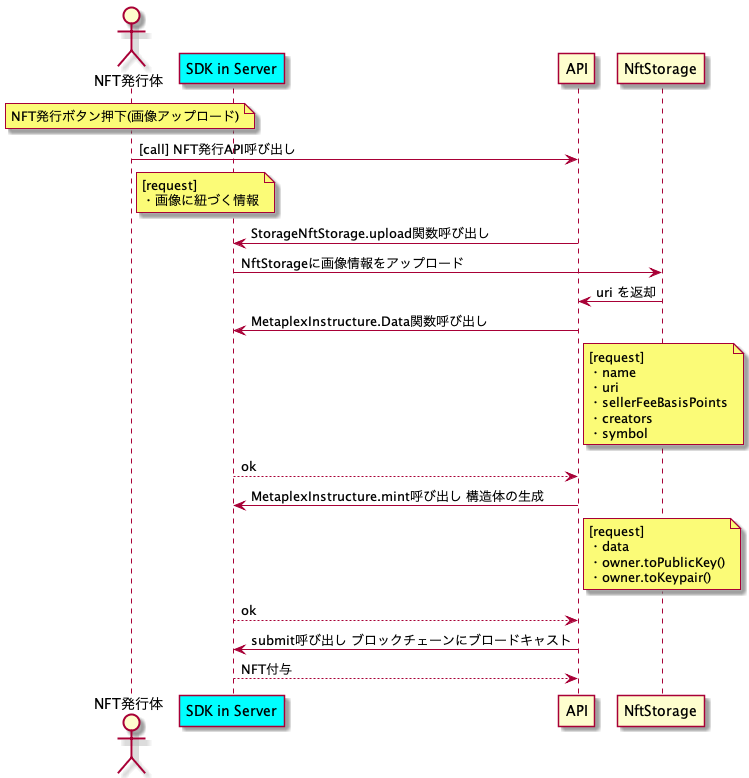 NFT発行体
SDK in Server
API
NftStorage
NFT発行ボタン押下(画像アップロード)
[call] NFT発行API呼び出し
[request]
・画像に紐づく情報
StorageNftStorage.upload関数呼び出し
NftStorageに画像情報をアップロード
uri を返却
MetaplexInstructure.Data関数呼び出し
[request]
・name
・uri
・sellerFeeBasisPoints
・creators
・symbol
ok
MetaplexInstructure.mint呼び出し 構造体の生成
[request]
・data
・owner.toPublicKey()
・owner.toKeypair()
ok
submit呼び出し ブロックチェーンにブロードキャスト
NFT付与
NFT発行体
SDK in Server
API
NftStorage